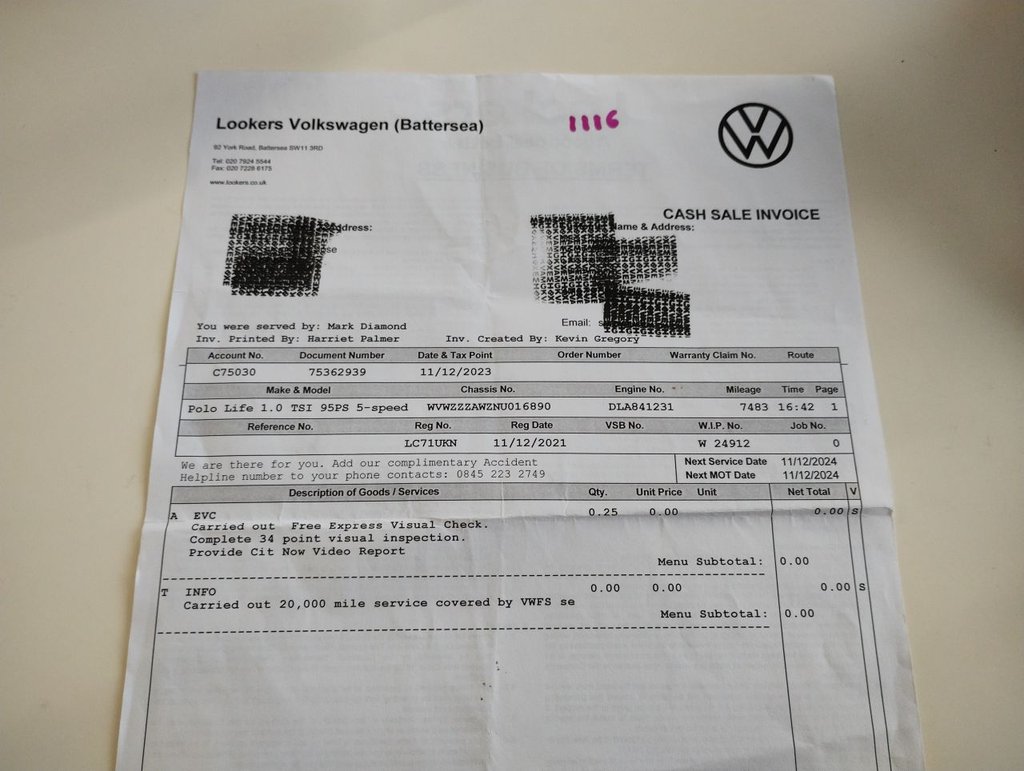 Lookers Volkswagen (Battersea)
1116
92 York Road, Battersea SW11 3RD
Tel: 020 7924 5544
Fax: 020 7228 6175
www.lookers.co.uk
CASH SALE INVOICE
Address:
Name & Address:
Email:
You were served by: Mark Diamond
Inv. Printed By: Harriet Palmer Inv. Created By: Kevin Gregory
Account No. Document Number Date & Tax Point Order Number Warranty Claim No. Route
C75030 75362939 11/12/2023
Make & Model Chassis No. Engine No. Mileage Time Page
Polo Life 1.0 TSI 95PS 5-speed WVWZZZAWZNU016890 DLA841231 7483 16:42 1
Reference No. Reg No. Reg Date VSB No. W.I.P. No. Job No.
LC71UKN 11/12/2021 W 24912 0
We are there for you. Add our complimentary Accident
Helpline number to your phone contacts: 0845 223 2749
Next Service Date 11/12/2024
Next MOT Date 11/12/2024
Description of Goods / Services Qty. Unit Price Unit Net Total V
A EVC 0.25 0.00 0.00 S
Carried out Free Express Visual Check.
Complete 34 point visual inspection.
Provide Cit Now Video Report
Menu Subtotal: 0.00
T INFO 0.00 0.00 0.00 S
Carried out 20,000 mile service covered by VWFS se
Menu Subtotal: 0.00